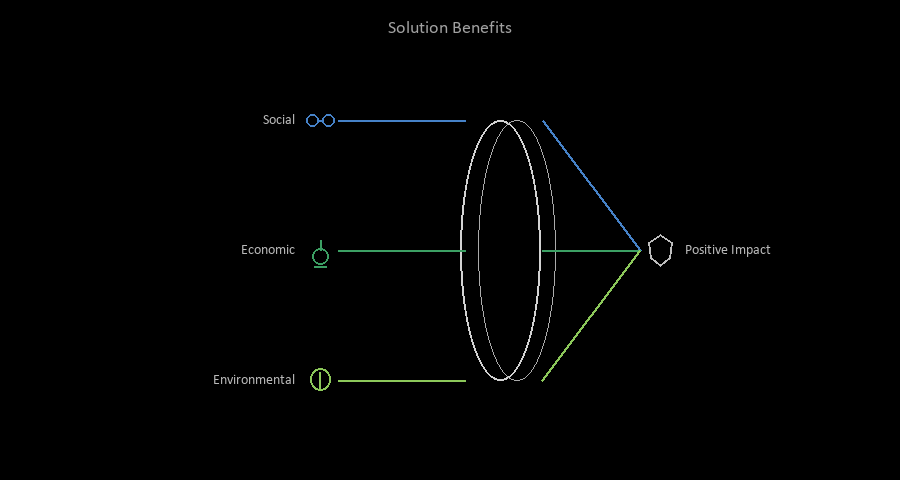 Solution Benefits
Social
Economic
Positive Impact
Environmental